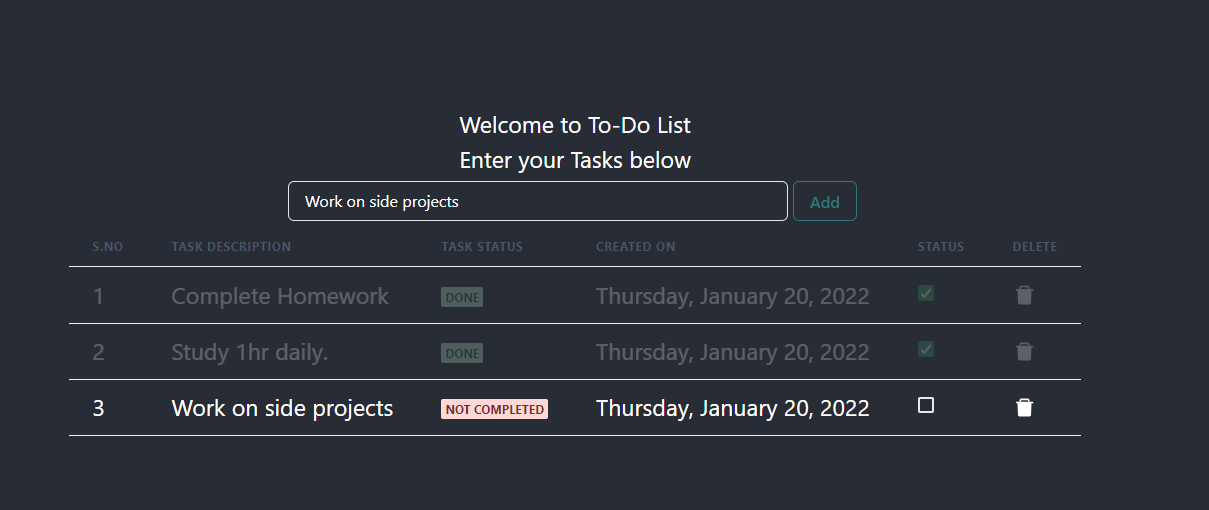 Welcome to To-Do List
Enter your Tasks below
Work on side projects Add
S.NO TASK DESCRIPTION TASK STATUS CREATED ON STATUS DELETE
1 Complete Homework DONE Thursday, January 20, 2022
2 Study 1hr daily. DONE Thursday, January 20, 2022
3 Work on side projects NOT COMPLETED Thursday, January 20, 2022